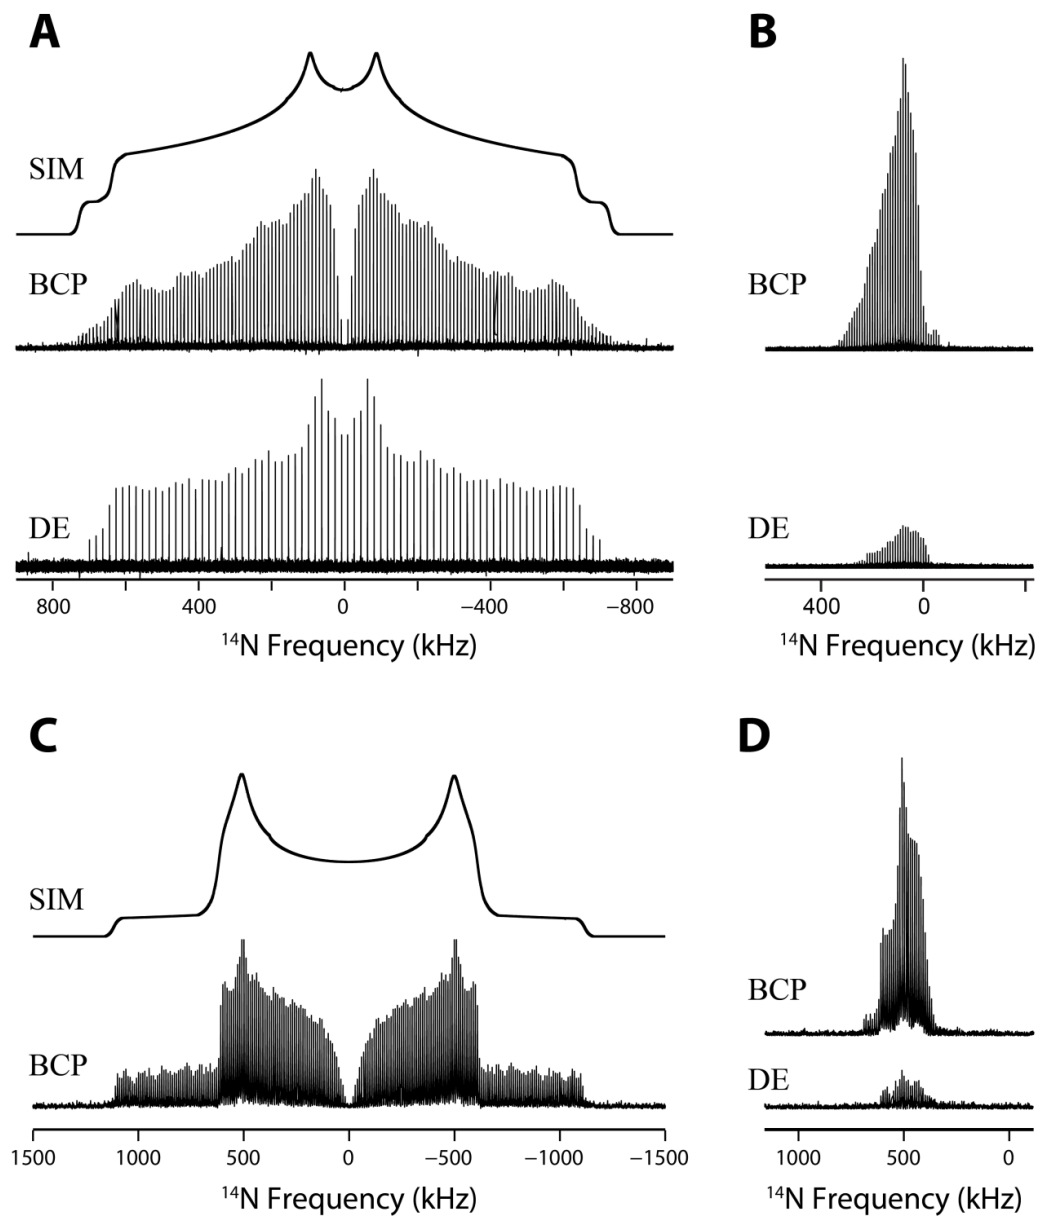 A
B
SIM
BCP
BCP
DE
DE
800
400
0
−400
−800
400
0
14N Frequency (kHz)
14N Frequency (kHz)
C
D
SIM
BCP
BCP
DE
1500
1000
500
0
−500
−1000
−1500
1000
500
0
14N Frequency (kHz)
14N Frequency (kHz)